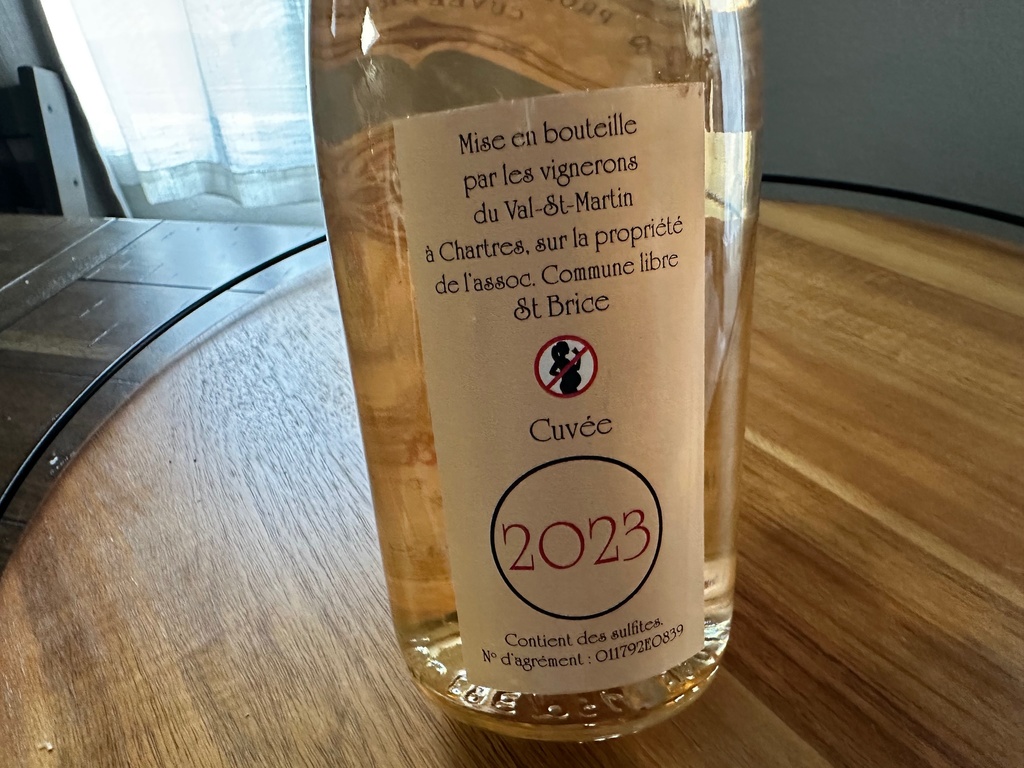 Mise en bouteille
par les vignerons
du Val-St-Martin
à Chartres, sur la propriété
de l'assoc. Commune libre
St Brice
Cuvée
2023
Contient des sulfites.
N° d'agrément : 011792E0839